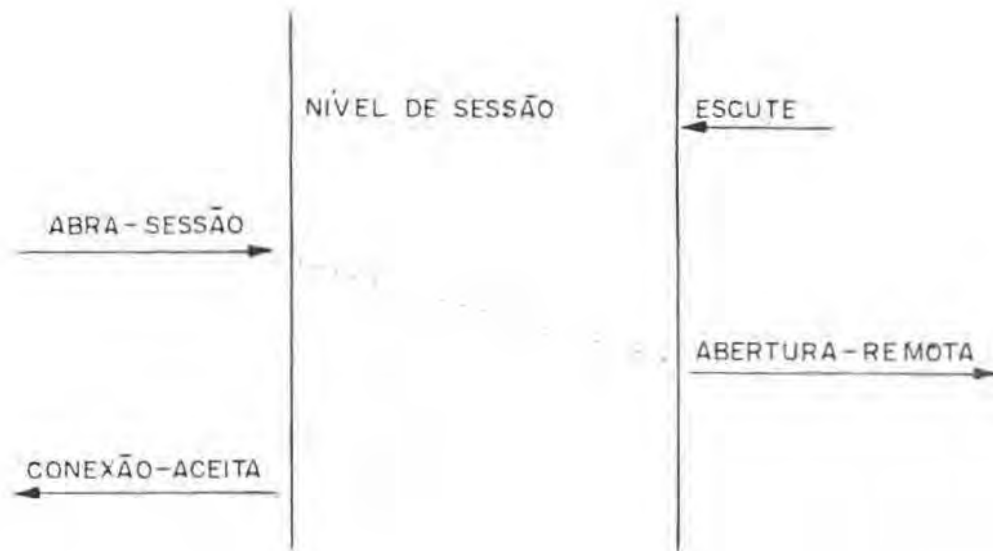 NÍVEL DE SESSÃO
ESCUTE
ABRA-SESSÃO
ABERTURA-REMOTA
CONEXÃO-ACEITA